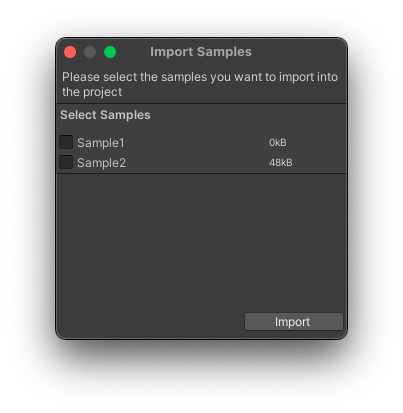 Import Samples
Please select the samples you want to import into
the project
Select Samples
Sample1 0kB
Sample2 48kB
Import